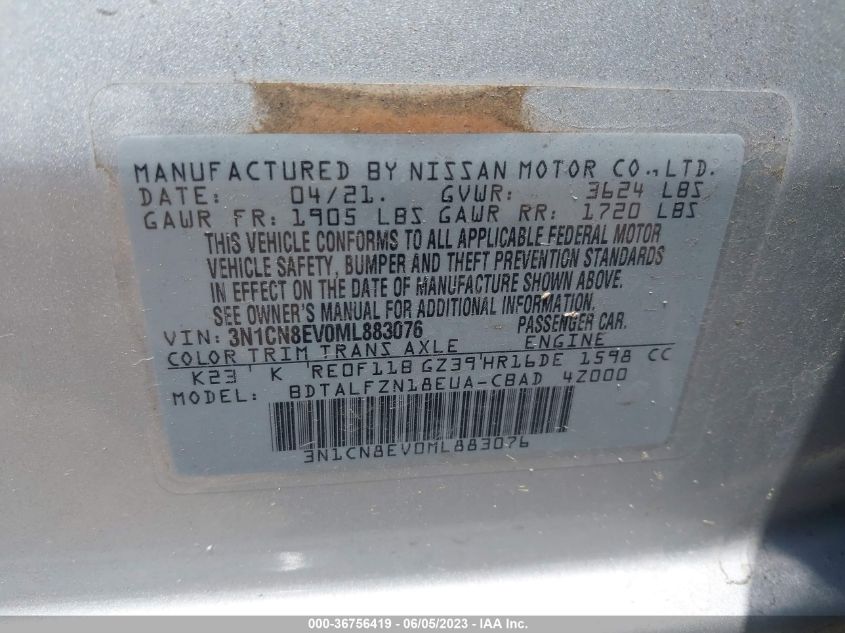 MANUFACTURED BY NISSAN MOTOR CO., LTD.
DATE: 04/21. GVWR: 3624 LBS
GAWR FR: 1905 LBS GAWR RR: 1720 LBS
THIS VEHICLE CONFORMS TO ALL APPLICABLE FEDERAL MOTOR
VEHICLE SAFETY, BUMPER AND THEFT PREVENTION STANDARDS
IN EFFECT ON THE DATE OF MANUFACTURE SHOWN ABOVE.
SEE OWNER'S MANUAL FOR ADDITIONAL INFORMATION.
VIN: 3N1CN8EV0ML883076 PASSENGER CAR.
COLOR TRIM TRANS AXLE ENGINE
K23 K RE0F11B GZ39 HR16DE 1598 CC
MODEL: BDTALFZN18EUA-CBAD 4Z000
3N1CN8EV0ML883076
000-36756419 - 06/05/2023 - IAA Inc.